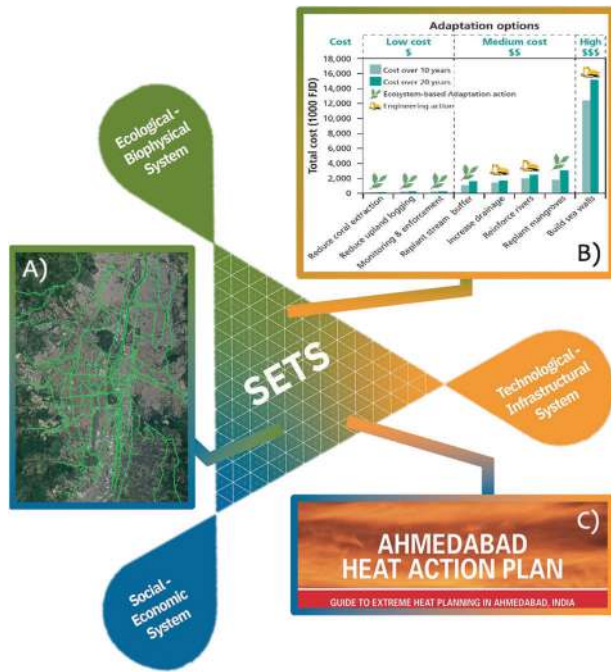 Adaptation options
Cost
Low cost
$
Medium cost
$$
High
$$$
18,000
16,000
14,000
12,000
10,000
8,000
6,000
4,000
2,000
0
Total cost (1000 FJD)
Cost over 10 years
Cost over 20 years
Ecosystem-based Adaptation action
Engineering action
Reduce coral extraction
Reduce upland logging
Monitoring & enforcement
Replant stream buffer
Increase drainage
Reinforce rivers
Replant mangroves
Build sea walls
B)
Ecological -
Biophysical
System
A)
SETS
Technological -
Infrastructural
System
Social -
Economic
System
C)
AHMEDABAD
HEAT ACTION PLAN
GUIDE TO EXTREME HEAT PLANNING IN AHMEDABAD, INDIA